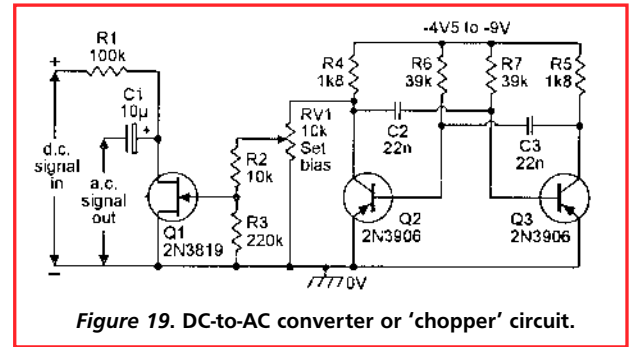 -4V5 to -9V
R1
100k
R4
1k8
R6
39k
R7
39k
R5
1k8
+
C1
10µ
+
RV1
10k
Set
bias
C2
22n
C3
22n
d.c.
signal
in
a.c.
signal
out
R2
10k
Q1
2N3819
R3
220k
Q2
2N3906
Q3
2N3906
–
0V
Figure 19. DC-to-AC converter or ‘chopper’ circuit.